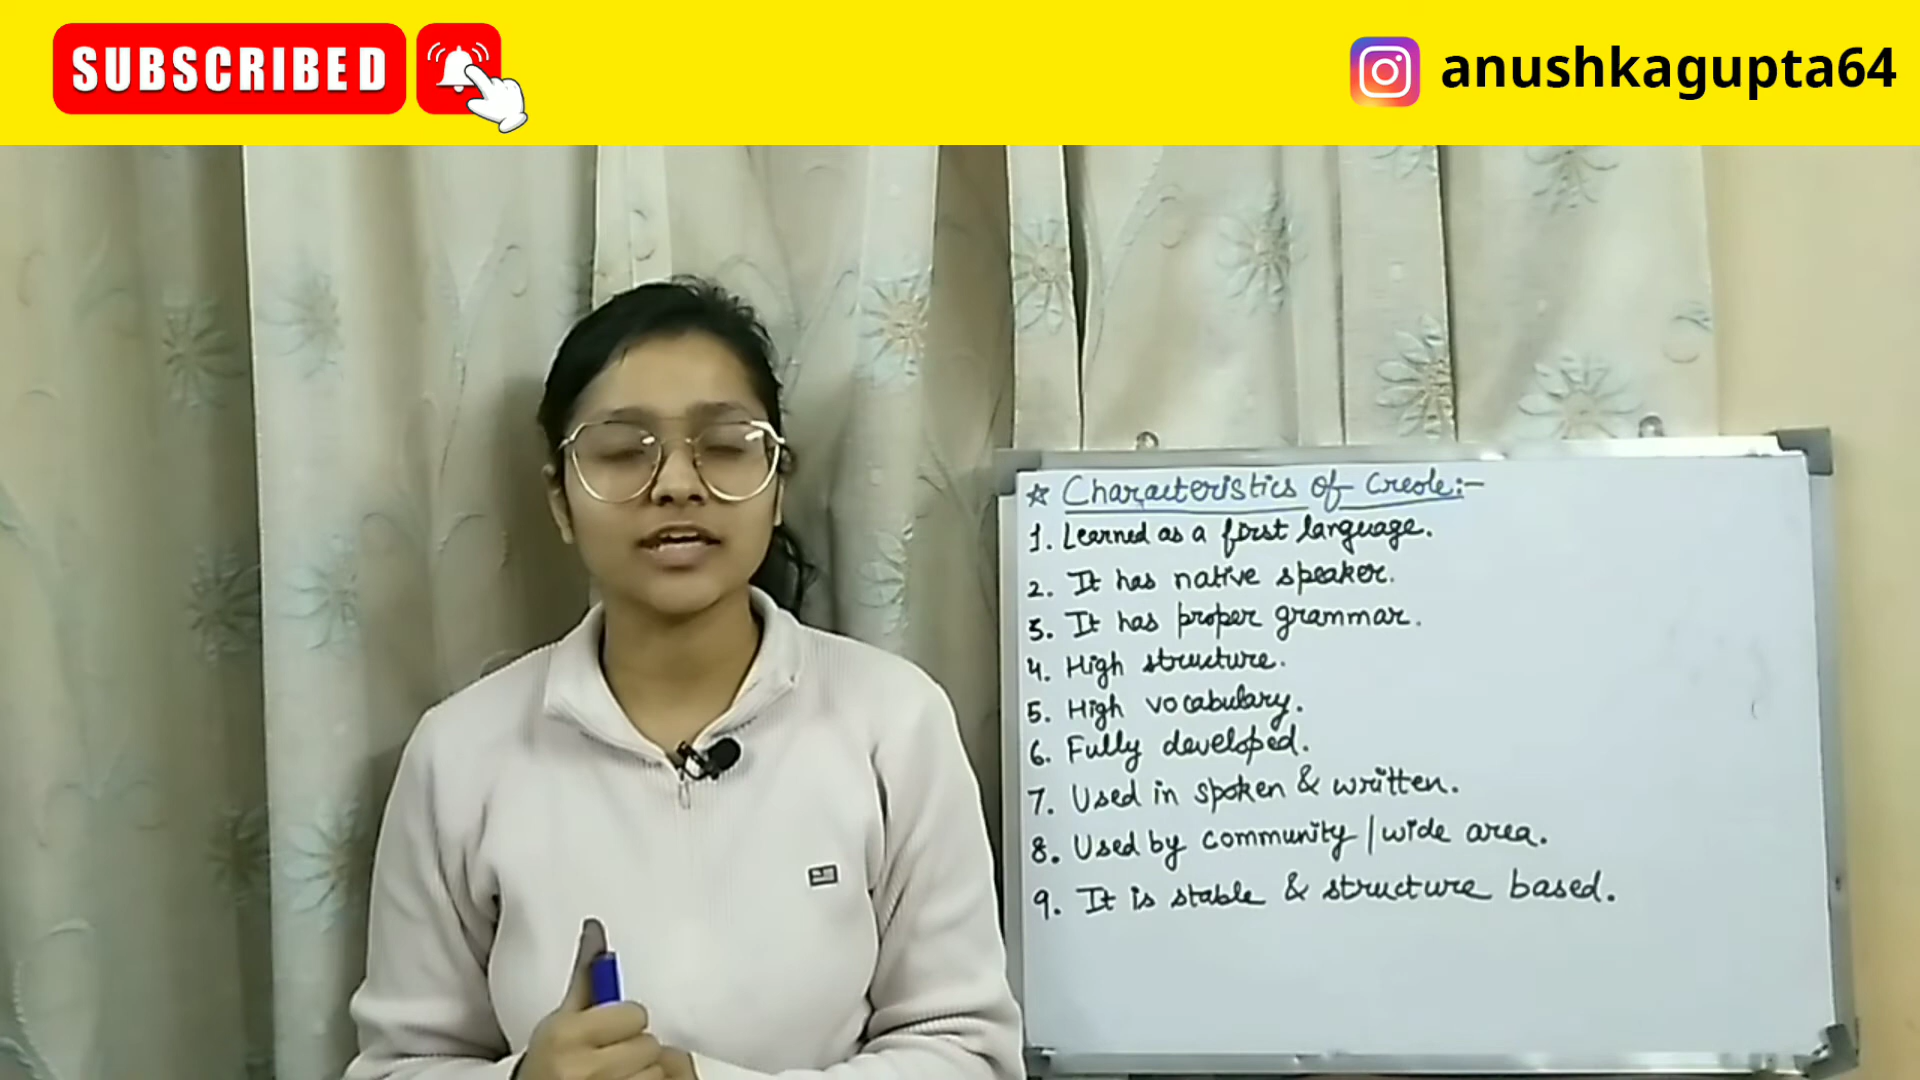 SUBSCRIBED
anushkagupta64
☆ Characteristics of Creole:-
1. Learned as a first language.
2. It has native speaker.
3. It has proper grammar.
4. High structure.
5. High vocabulary.
6. Fully developed.
7. Used in spoken & written.
8. Used by community / wide area.
9. It is stable & structure based.